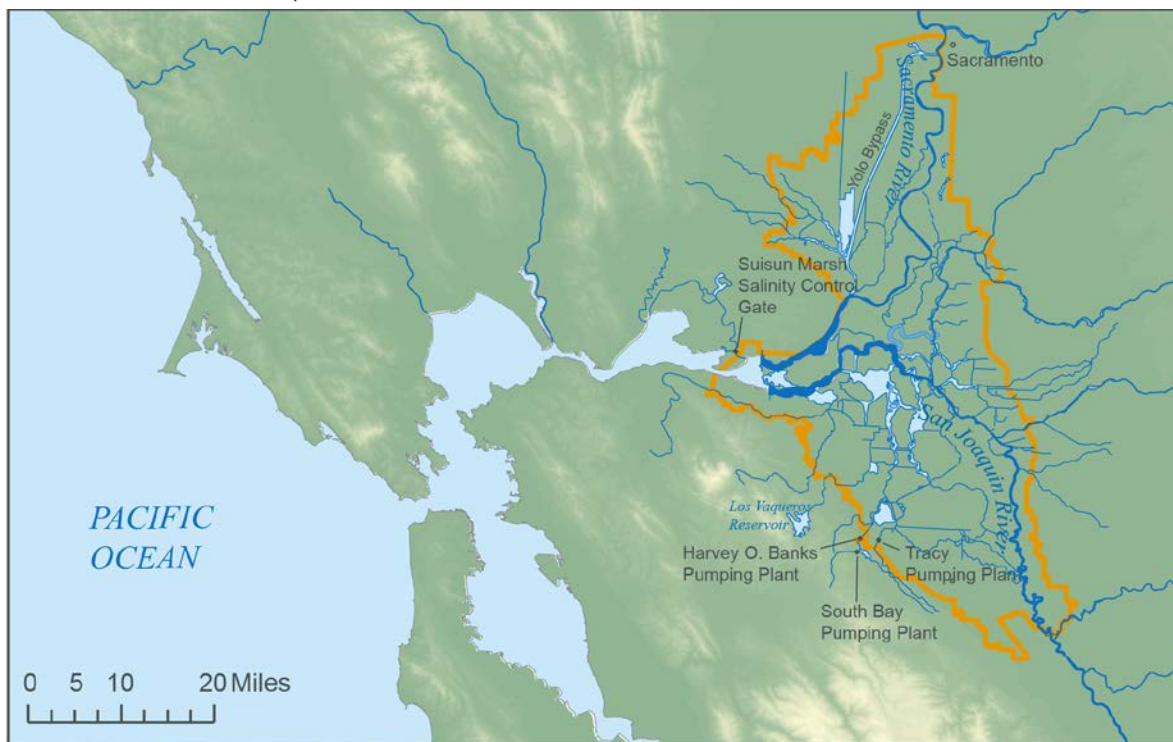 Sacramento
Sacramento River
Yolo Bypass
Suisun Marsh
Salinity Control
Gate
San Joaquin River
PACIFIC
OCEAN
Los Vaqueros
Reservoir
Harvey O. Banks
Pumping Plant
Tracy
Pumping Plant
South Bay
Pumping Plant
0 5 10 20 Miles